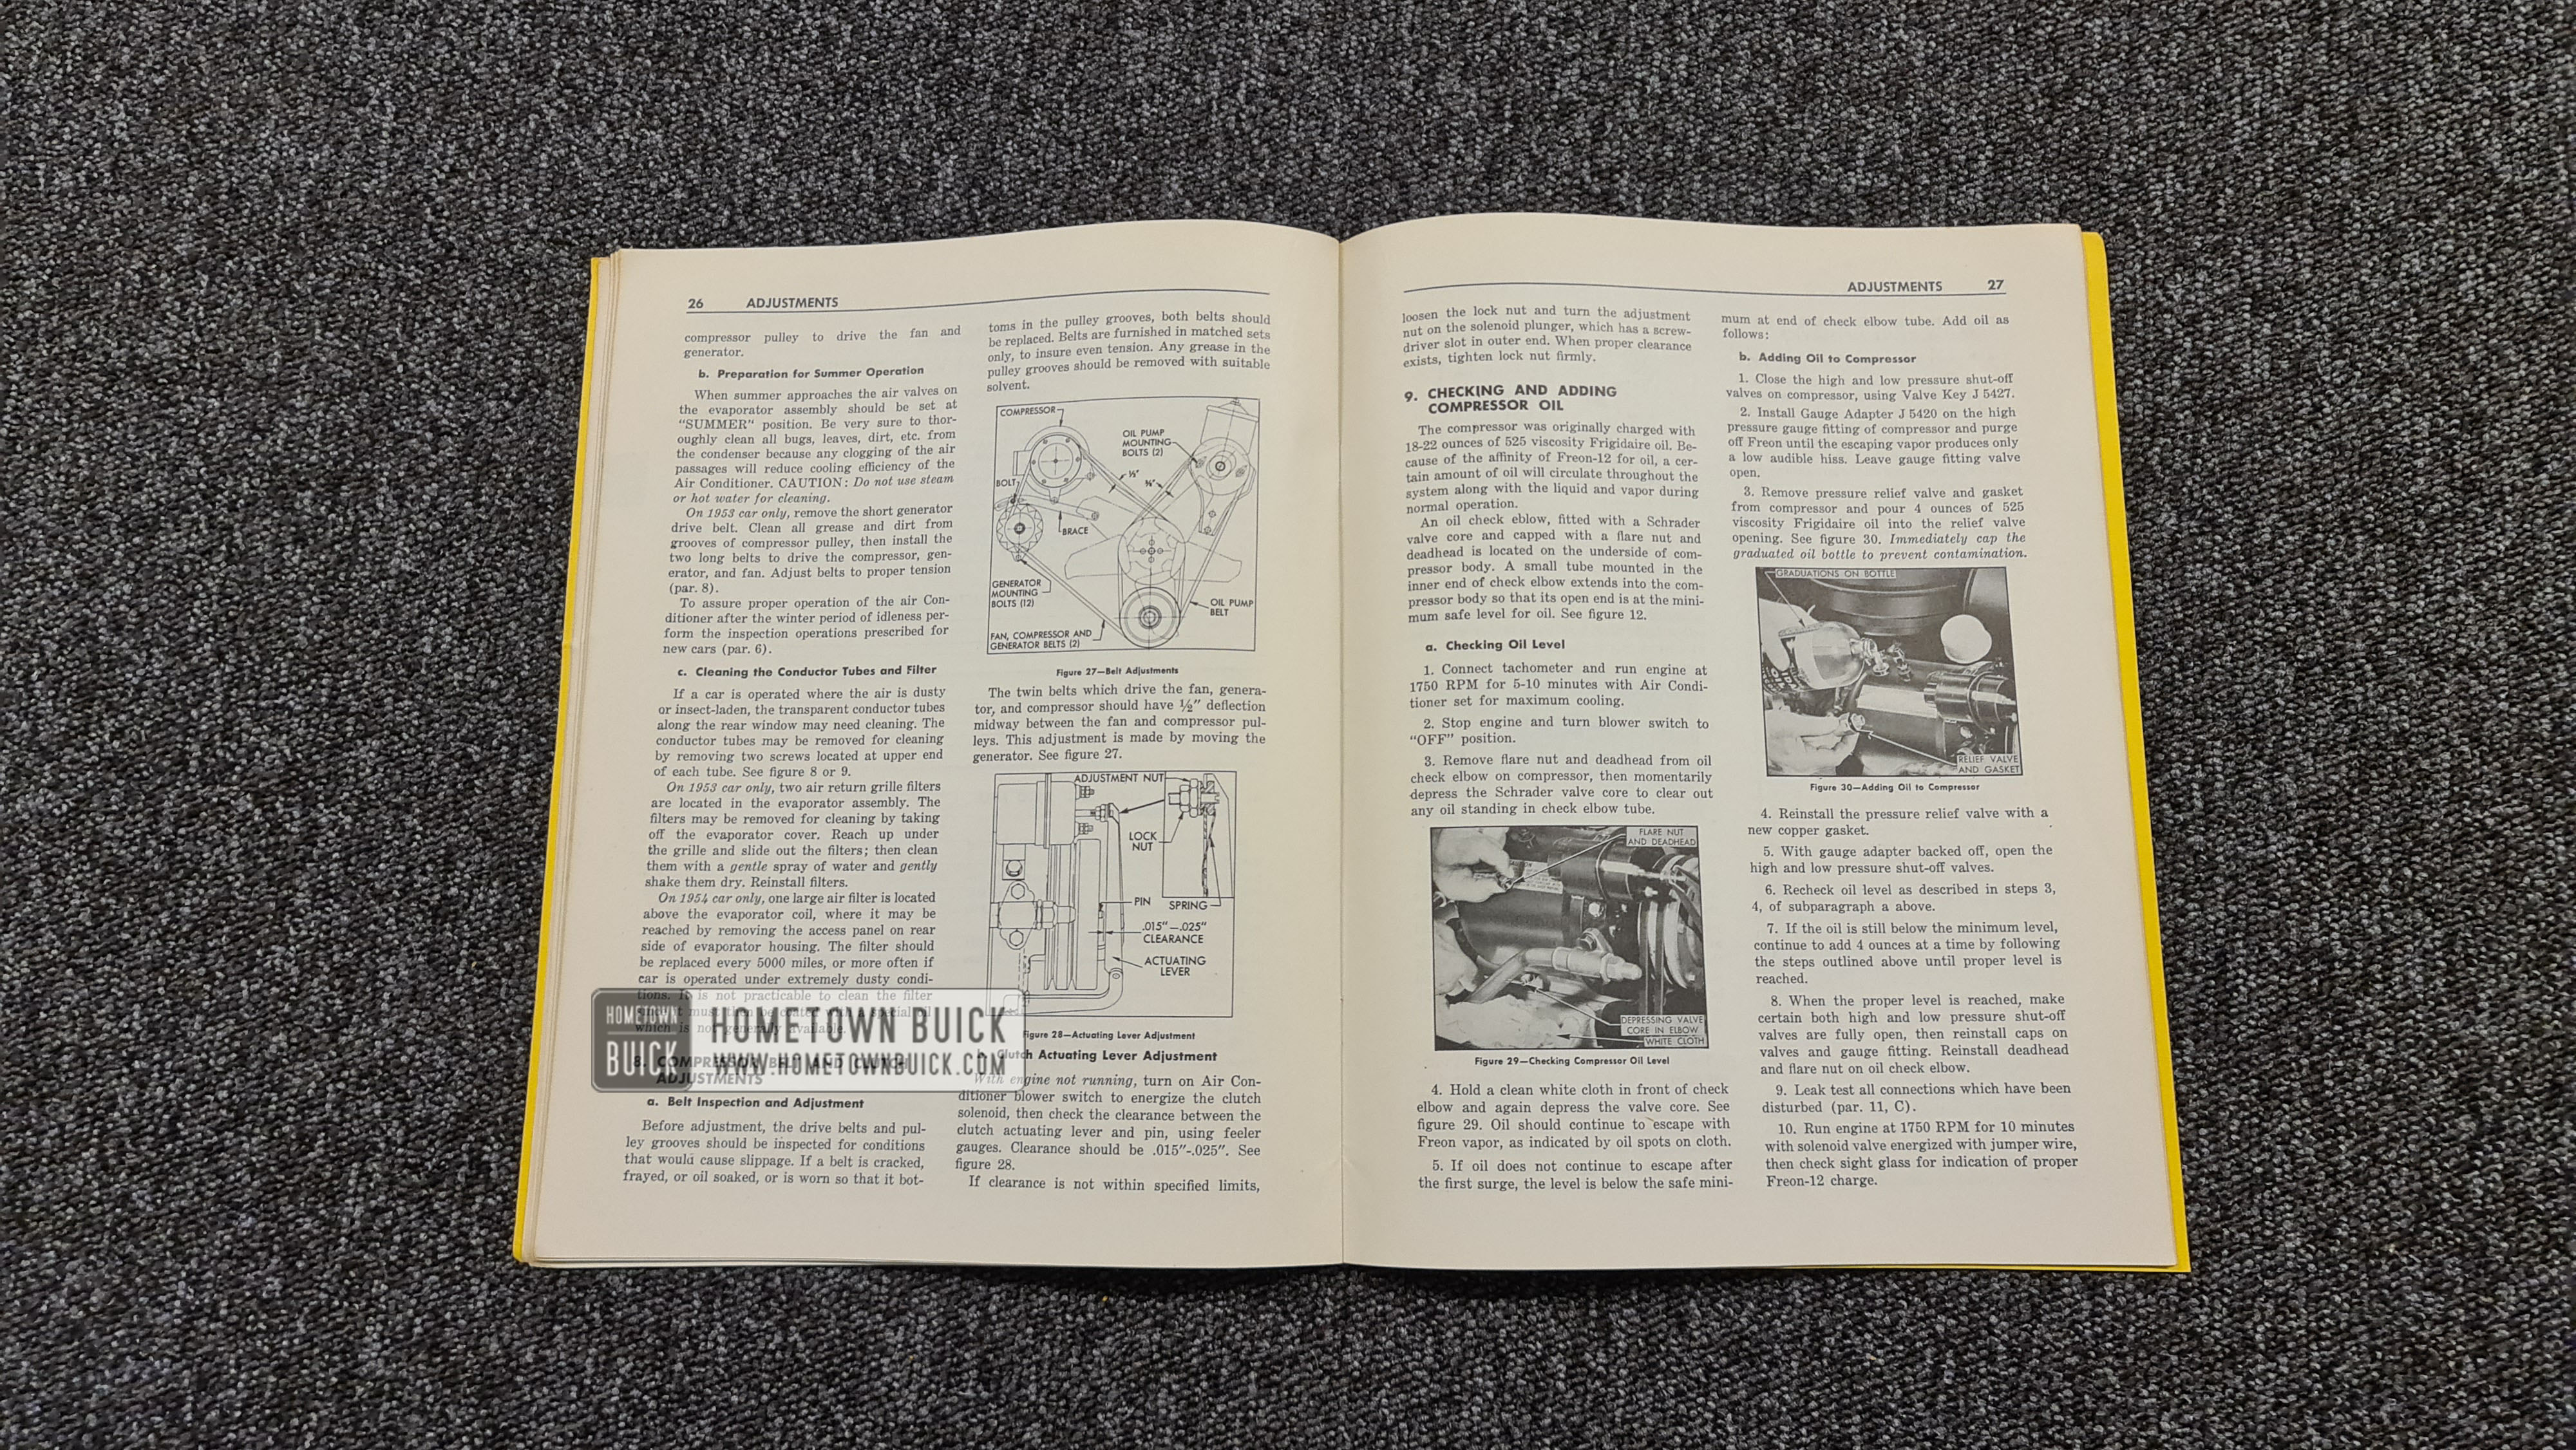 26 ADJUSTMENTS
compressor pulley to drive the fan and
generator.
b. Preparation for Summer Operation
When summer approaches the air valves on
the evaporator assembly should be set at
"SUMMER" position. Be very sure to thor-
oughly clean all bugs, leaves, dirt, etc. from
the condenser because any clogging of the air
passages will reduce cooling efficiency of the
Air Conditioner. CAUTION: Do not use steam
or hot water for cleaning.
On 1953 car only, remove the short generator
drive belt. Clean all grease and dirt from
grooves of compressor pulley, then install the
two long belts to drive the compressor, gen-
erator, and fan. Adjust belts to proper tension
(par. 8).
To assure proper operation of the air Con-
ditioner after the winter period of idleness per-
form the inspection operations prescribed for
new cars (par. 6).
c. Cleaning the Conductor Tubes and Filter
If a car is operated where the air is dusty
or insect-laden, the transparent conductor tubes
along the rear window may need cleaning. The
conductor tubes may be removed for cleaning
by removing two screws located at upper end
of each tube. See figure 8 or 9.
On 1953 car only, two air return grille filters
are located in the evaporator assembly. The
filters may be removed for cleaning by taking
off the evaporator cover. Reach up under
the grille and slide out the filters; then clean
them with a gentle spray of water and gently
shake them dry. Reinstall filters.
On 1954 car only, one large air filter is located
above the evaporator coil, where it may be
reached by removing the access panel on rear
side of evaporator housing. The filter should
be replaced every 5000 miles, or more often if
car is operated under extremely dusty condi-
tions. It is not practicable to clean the filter
must then be coated with a special oil
which is not generally available.
8. COMPRESSOR BELT AND CLUTCH
ADJUSTMENTS
a. Belt Inspection and Adjustment
Before adjustment, the drive belts and pul-
ley grooves should be inspected for conditions
that would cause slippage. If a belt is cracked,
frayed, or oil soaked, or is worn so that it bot-
toms in the pulley grooves, both belts should
be replaced. Belts are furnished in matched sets
only, to insure even tension. Any grease in the
pulley grooves should be removed with suitable
solvent.
COMPRESSOR
OIL PUMP
MOUNTING
BOLTS (2)
½"
BOLT
BRACE
GENERATOR
MOUNTING
BOLTS (12)
OIL PUMP
BELT
FAN, COMPRESSOR AND
GENERATOR BELTS (2)
Figure 27—Belt Adjustments
The twin belts which drive the fan, genera-
tor, and compressor should have ½" deflection
midway between the fan and compressor pul-
leys. This adjustment is made by moving the
generator. See figure 27.
ADJUSTMENT NUT
LOCK
NUT
PIN
SPRING
.015"—.025"
CLEARANCE
ACTUATING
LEVER
Figure 28—Actuating Lever Adjustment
b. Clutch Actuating Lever Adjustment
With engine not running, turn on Air Con-
ditioner blower switch to energize the clutch
solenoid, then check the clearance between the
clutch actuating lever and pin, using feeler
gauges. Clearance should be .015"-.025". See
figure 28.
If clearance is not within specified limits,
HOMETOWN
BUICK
HOMETOWN BUICK
WWW.HOMETOWNBUICK.COM
ADJUSTMENTS 27
loosen the lock nut and turn the adjustment
nut on the solenoid plunger, which has a screw-
driver slot in outer end. When proper clearance
exists, tighten lock nut firmly.
9. CHECKING AND ADDING
COMPRESSOR OIL
The compressor was originally charged with
18-22 ounces of 525 viscosity Frigidaire oil. Be-
cause of the affinity of Freon-12 for oil, a cer-
tain amount of oil will circulate throughout the
system along with the liquid and vapor during
normal operation.
An oil check eblow, fitted with a Schrader
valve core and capped with a flare nut and
deadhead is located on the underside of com-
pressor body. A small tube mounted in the
inner end of check elbow extends into the com-
pressor body so that its open end is at the mini-
mum safe level for oil. See figure 12.
a. Checking Oil Level
1. Connect tachometer and run engine at
1750 RPM for 5-10 minutes with Air Condi-
tioner set for maximum cooling.
2. Stop engine and turn blower switch to
"OFF" position.
3. Remove flare nut and deadhead from oil
check elbow on compressor, then momentarily
depress the Schrader valve core to clear out
any oil standing in check elbow tube.
FLARE NUT
AND DEADHEAD
DEPRESSING VALVE
CORE IN ELBOW
WHITE CLOTH
Figure 29—Checking Compressor Oil Level
4. Hold a clean white cloth in front of check
elbow and again depress the valve core. See
figure 29. Oil should continue to escape with
Freon vapor, as indicated by oil spots on cloth.
5. If oil does not continue to escape after
the first surge, the level is below the safe mini-
mum at end of check elbow tube. Add oil as
follows:
b. Adding Oil to Compressor
1. Close the high and low pressure shut-off
valves on compressor, using Valve Key J 5427.
2. Install Gauge Adapter J 5420 on the high
pressure gauge fitting of compressor and purge
off Freon until the escaping vapor produces only
a low audible hiss. Leave gauge fitting valve
open.
3. Remove pressure relief valve and gasket
from compressor and pour 4 ounces of 525
viscosity Frigidaire oil into the relief valve
opening. See figure 30. Immediately cap the
graduated oil bottle to prevent contamination.
GRADUATIONS ON BOTTLE
RELIEF VALVE
AND GASKET
Figure 30—Adding Oil to Compressor
4. Reinstall the pressure relief valve with a
new copper gasket.
5. With gauge adapter backed off, open the
high and low pressure shut-off valves.
6. Recheck oil level as described in steps 3,
4, of subparagraph a above.
7. If the oil is still below the minimum level,
continue to add 4 ounces at a time by following
the steps outlined above until proper level is
reached.
8. When the proper level is reached, make
certain both high and low pressure shut-off
valves are fully open, then reinstall caps on
valves and gauge fitting. Reinstall deadhead
and flare nut on oil check elbow.
9. Leak test all connections which have been
disturbed (par. 11, C).
10. Run engine at 1750 RPM for 10 minutes
with solenoid valve energized with jumper wire,
then check sight glass for indication of proper
Freon-12 charge.